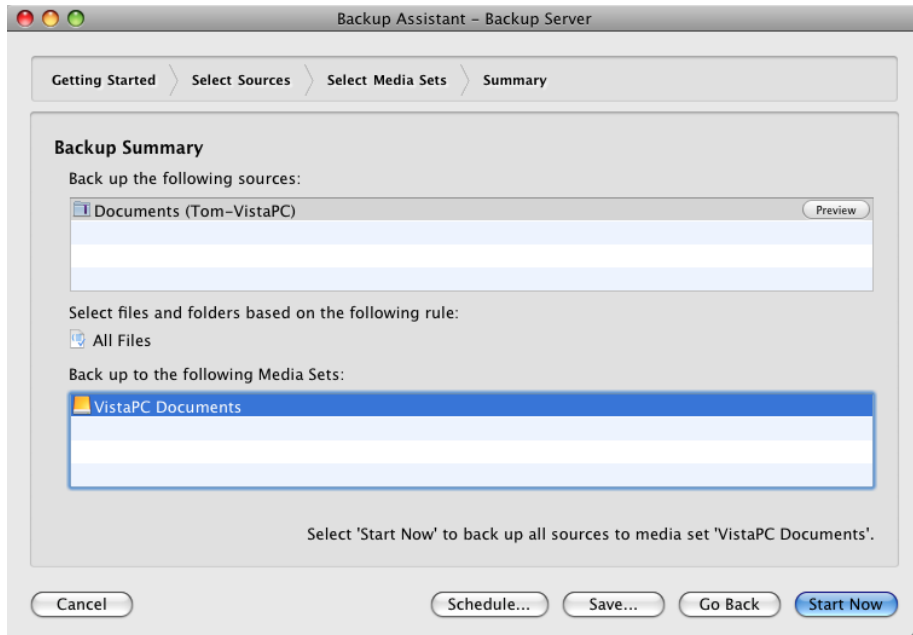 Backup Assistant – Backup Server
Getting Started Select Sources Select Media Sets Summary
Backup Summary
Back up the following sources:
Documents (Tom-VistaPC) Preview
Select files and folders based on the following rule:
All Files
Back up to the following Media Sets:
VistaPC Documents
Select 'Start Now' to back up all sources to media set 'VistaPC Documents'.
Cancel Schedule... Save... Go Back Start Now